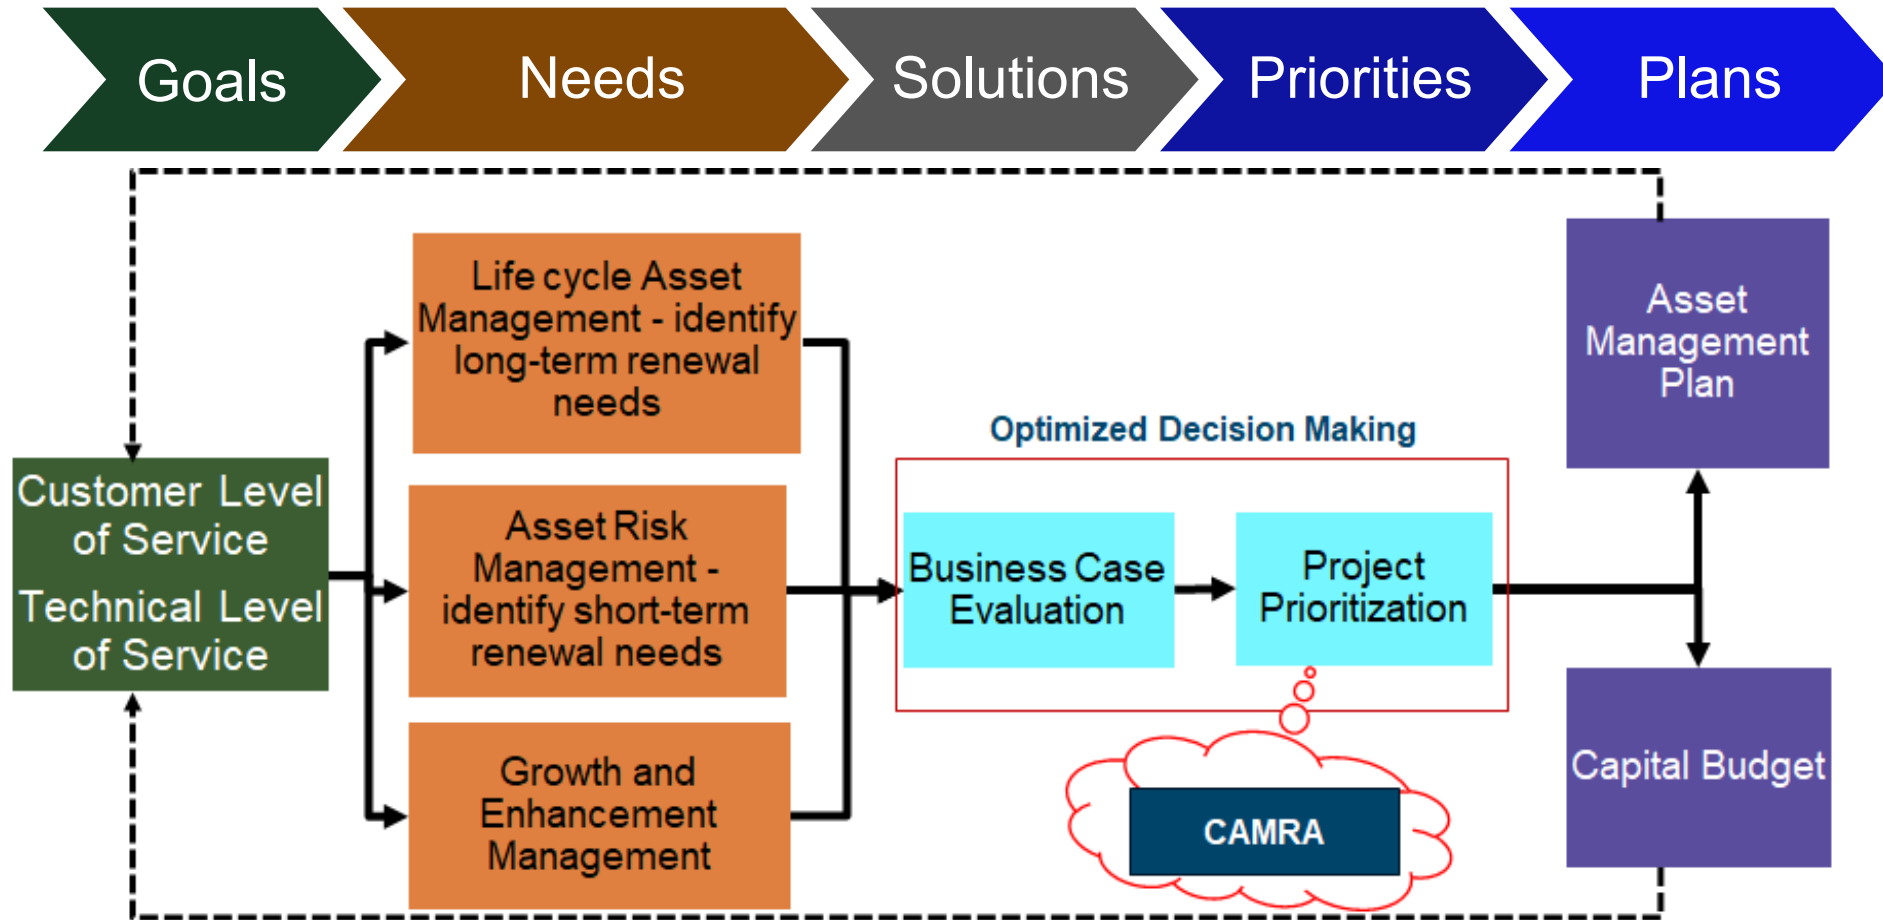 Goals
Needs
Solutions
Priorities
Plans
Customer Level
of Service
Technical Level
of Service
Life cycle Asset
Management - identify
long-term renewal
needs
Asset Risk
Management -
identify short-term
renewal needs
Growth and
Enhancement
Management
Optimized Decision Making
Business Case
Evaluation
Project
Prioritization
CAMRA
Asset
Management
Plan
Capital Budget